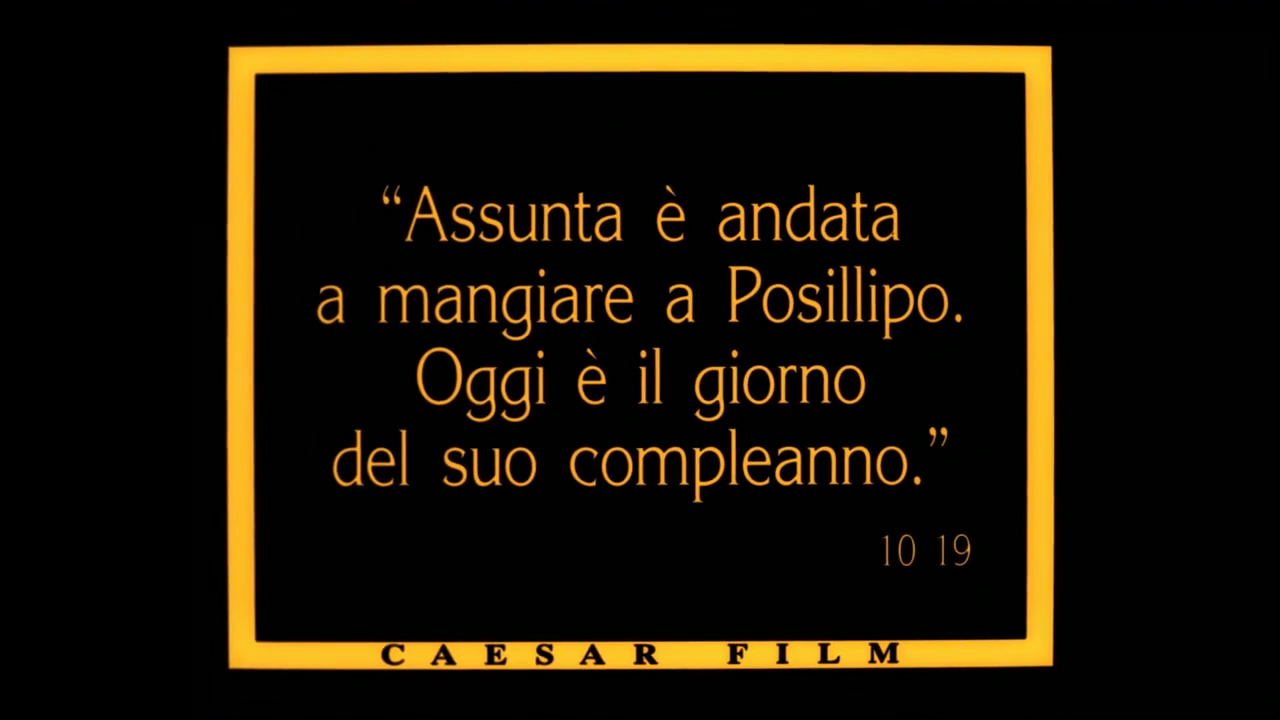 “Assunta è andata
a mangiare a Posillipo.
Oggi è il giorno
del suo compleanno.”
10 19
CAESAR FILM